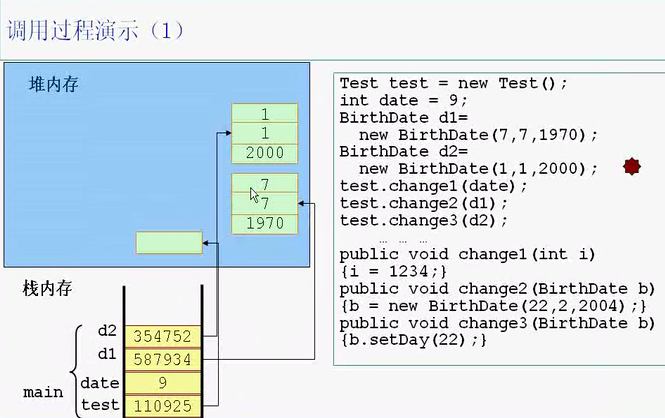 调用过程演示（1）
堆内存
1
1
2000
7
7
1970
栈内存
d2
354752
d1
587934
date
9
test
110925
main
Test test = new Test();
int date = 9;
BirthDate d1=
new BirthDate(7,7,1970);
BirthDate d2=
new BirthDate(1,1,2000);
test.change1(date);
test.change2(d1);
test.change3(d2);
… … …
public void change1(int i)
{i = 1234;}
public void change2(BirthDate b)
{b = new BirthDate(22,2,2004);}
public void change3(BirthDate b)
{b.setDay(22);}